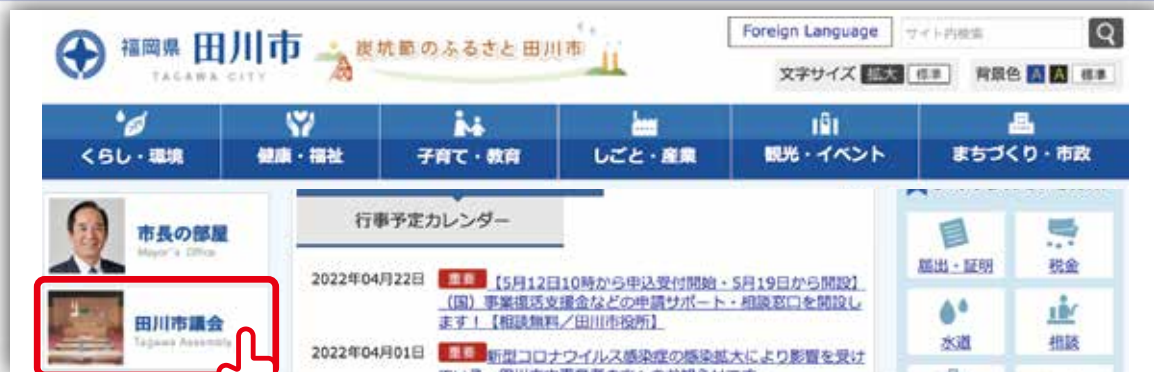 福岡県 田川市
TAGAWA CITY
炭坑節のふるさと 田川市
Foreign Language
サイト内検索
文字サイズ 拡大 標準
背景色 A A 標準
くらし・環境
健康・福祉
子育て・教育
しごと・産業
観光・イベント
まちづくり・市政
市長の部屋
Mayor's Office
田川市議会
Tagawa Assembly
行事予定カレンダー
2022年04月22日 重要 【5月12日10時から申込受付開始・5月19日から開設】
（国）事業復活支援金などの申請サポート・相談窓口を開設し
ます！【相談無料／田川市役所】
2022年04月01日 重要 新型コロナウイルス感染症の感染拡大により影響を受け
届出・証明
税金
水道
相談